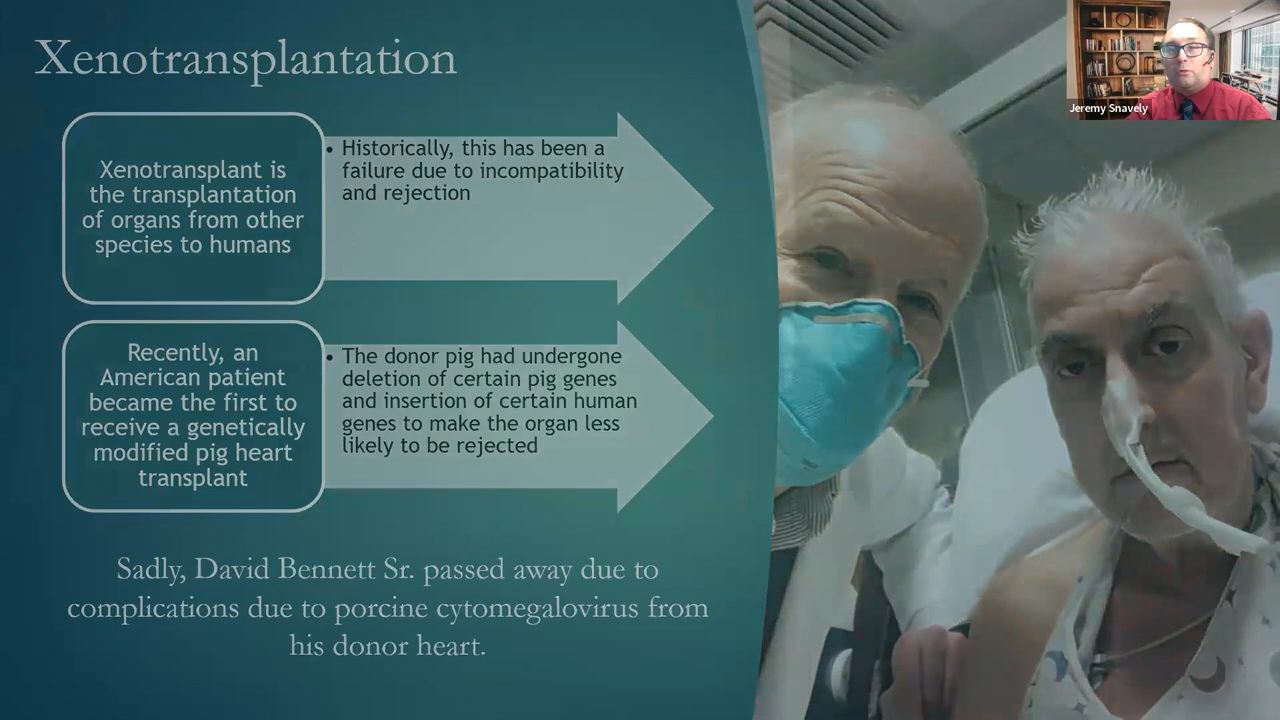 Xenotransplantation
Jeremy Snavely
Xenotransplant is
the transplantation
of organs from other
species to humans
• Historically, this has been a
failure due to incompatibility
and rejection
Recently, an
American patient
became the first to
receive a genetically
modified pig heart
transplant
• The donor pig had undergone
deletion of certain pig genes
and insertion of certain human
genes to make the organ less
likely to be rejected
Sadly, David Bennett Sr. passed away due to
complications due to porcine cytomegalovirus from
his donor heart.